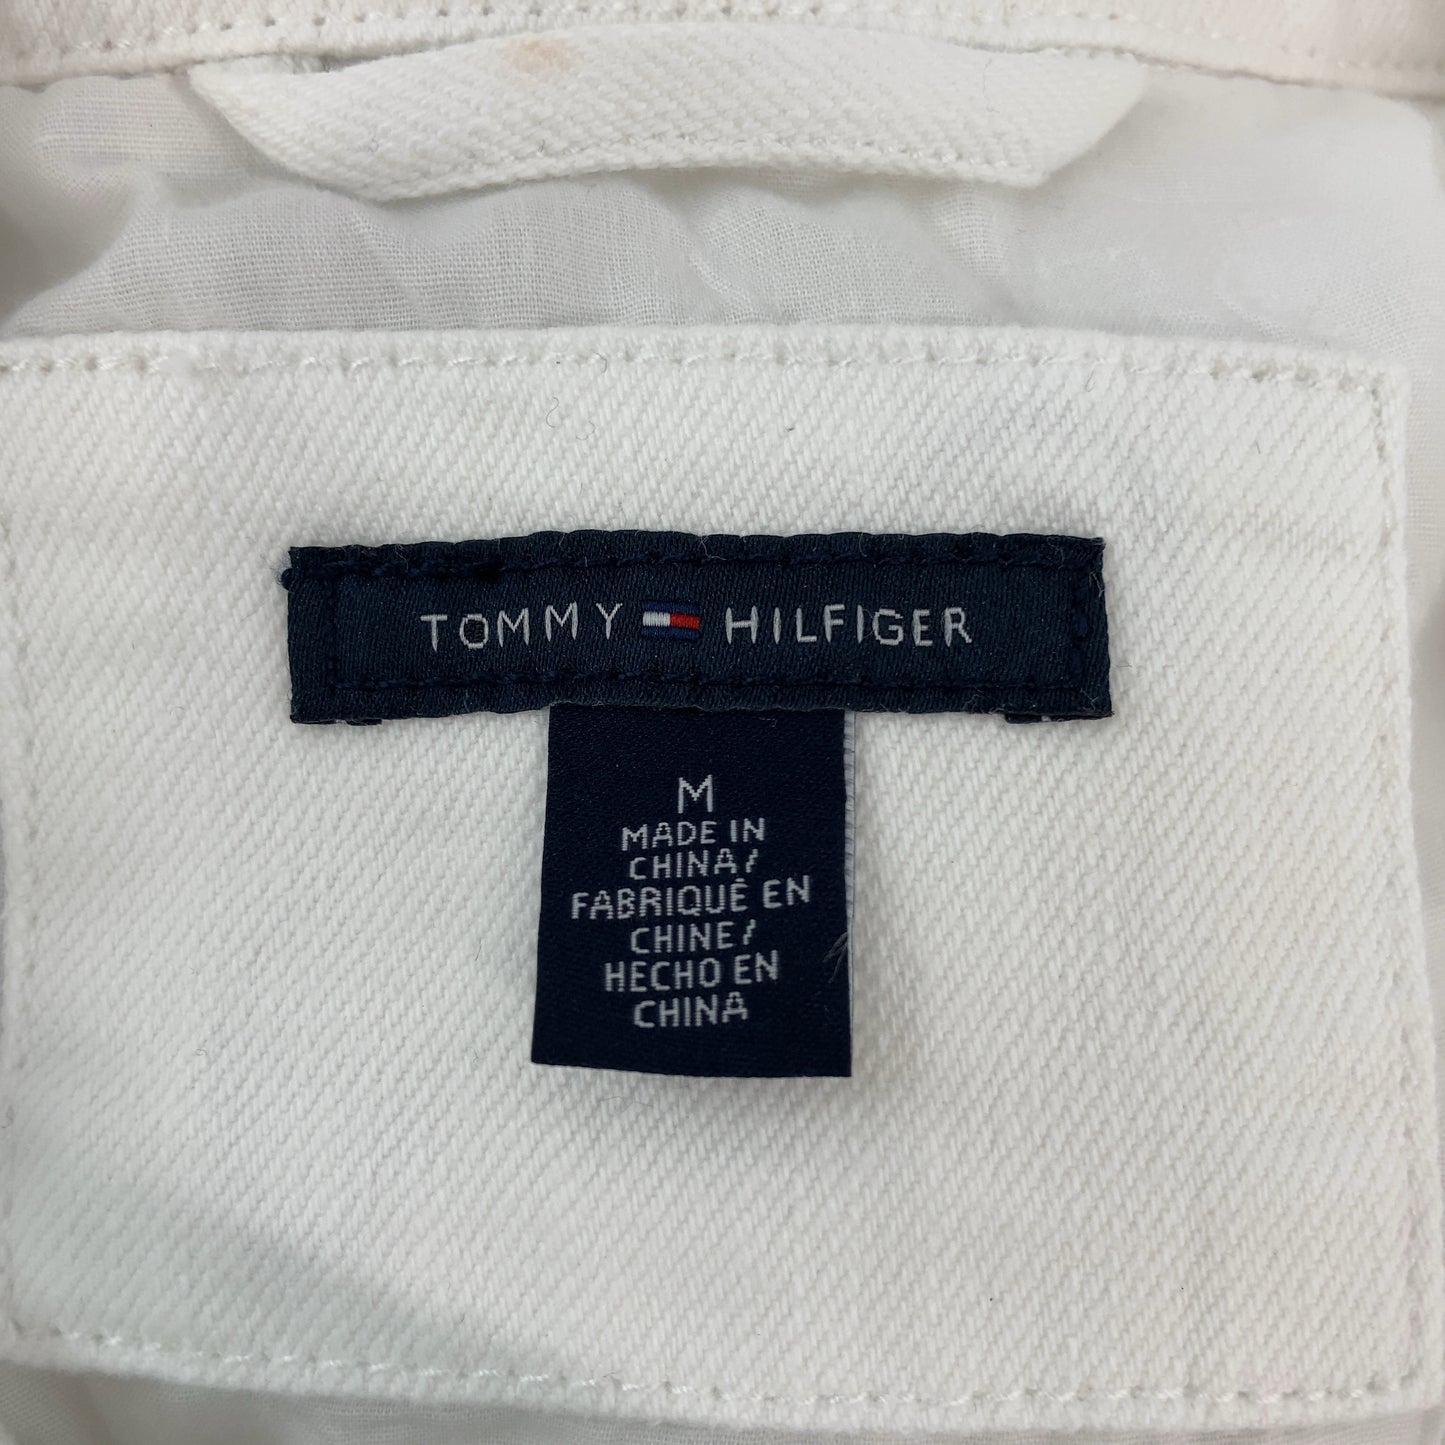 TOMMY HILFIGER
M
MADE IN
CHINA/
FABRIQUÉ EN
CHINE/
HECHO EN
CHINA